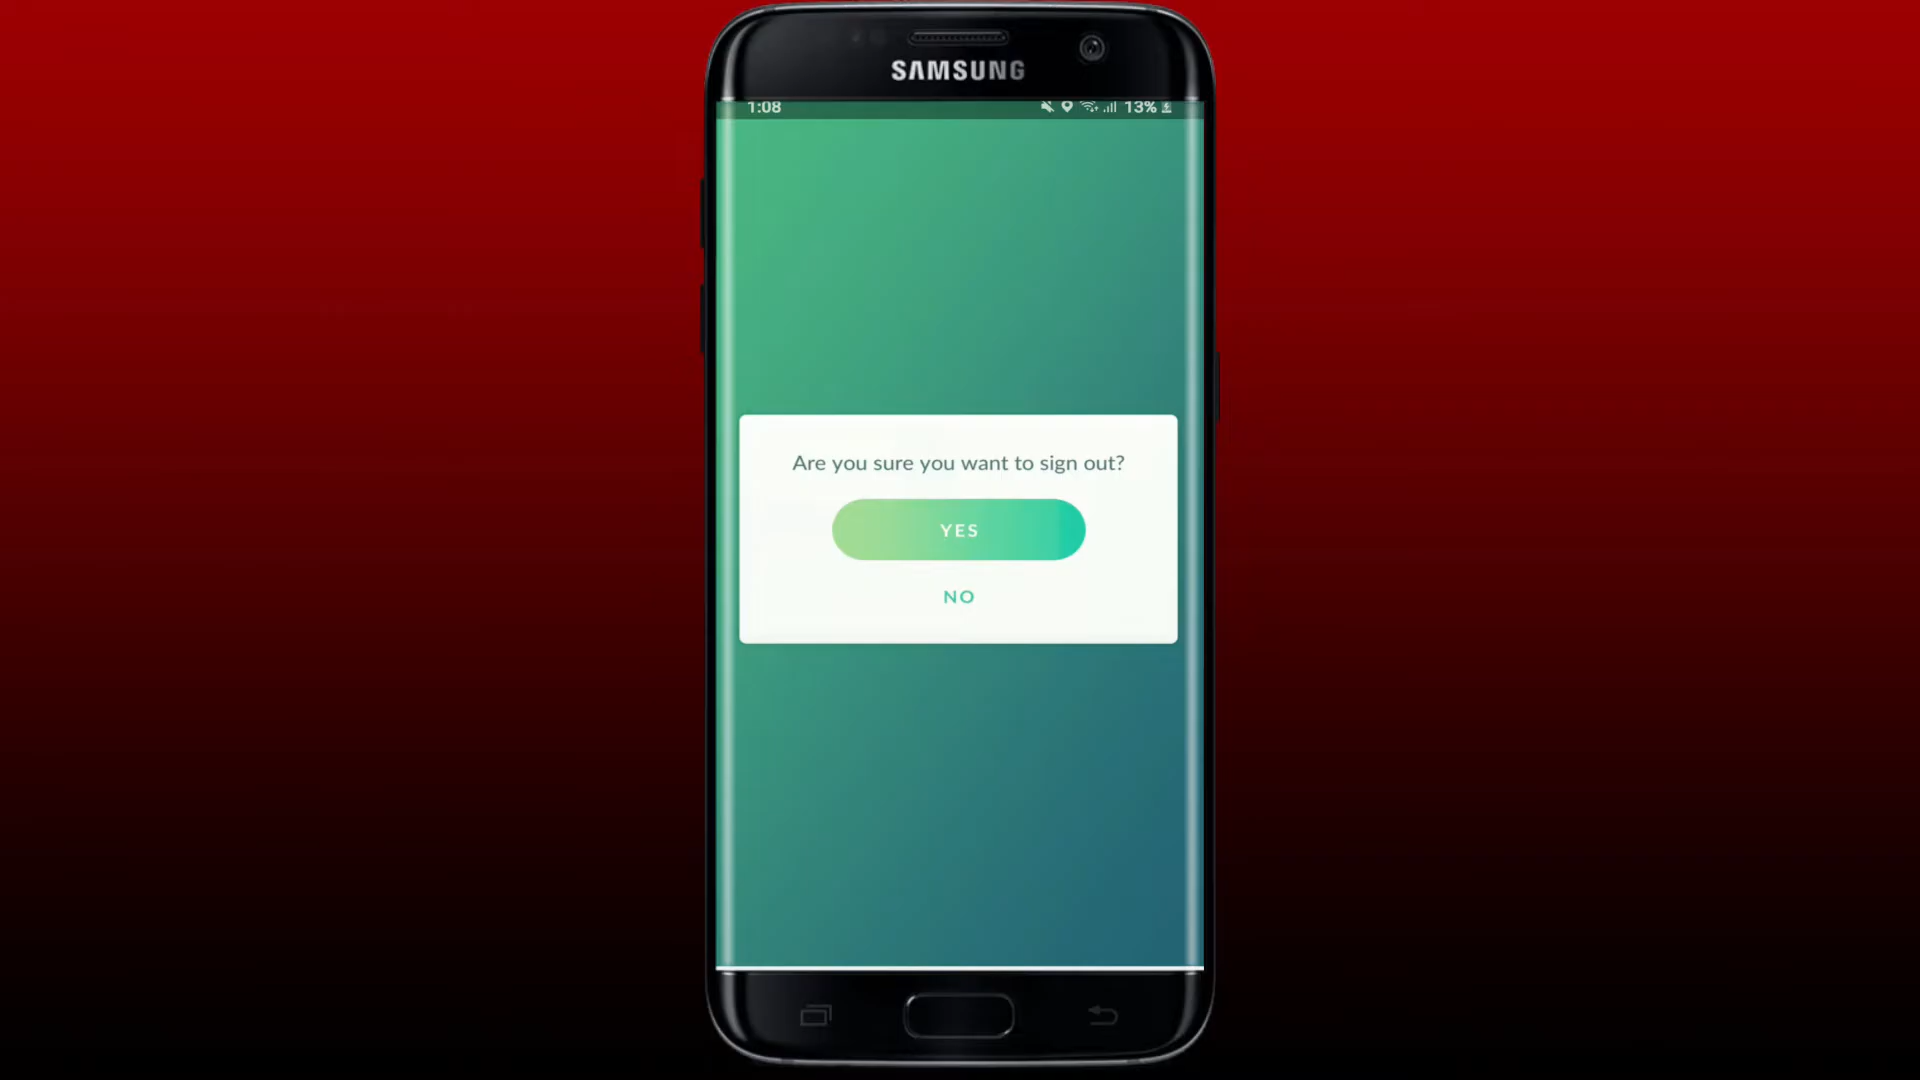 SAMSUNG
1:08 13%
Are you sure you want to sign out?
YES
NO